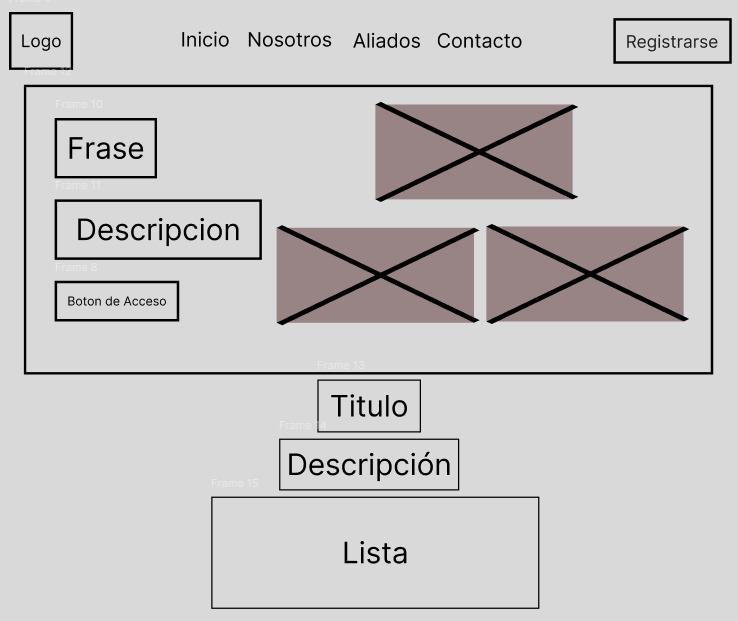 Logo
Inicio Nosotros Aliados Contacto
Registrarse
Frame 12
Frame 10
Frase
Frame 11
Descripcion
Frame 8
Boton de Acceso
Frame 13
Titulo
Frame 14
Descripción
Frame 15
Lista